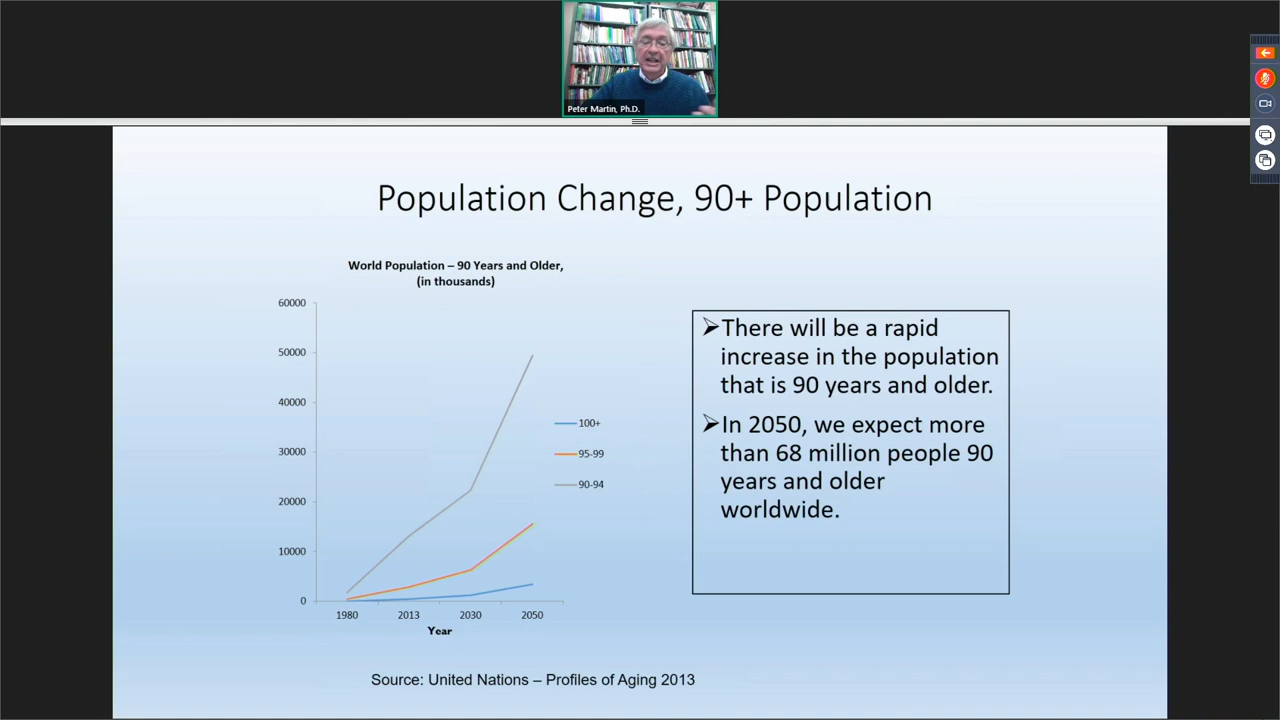 Peter Martin, Ph.D.
Population Change, 90+ Population
World Population – 90 Years and Older,
(in thousands)
60000
50000
40000
30000
20000
10000
0
1980 2013 2030 2050
Year
100+
95-99
90-94
➢There will be a rapid
increase in the population
that is 90 years and older.
➢In 2050, we expect more
than 68 million people 90
years and older
worldwide.
Source: United Nations – Profiles of Aging 2013